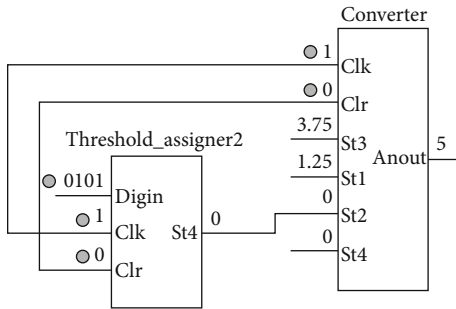 Converter
1
Clk
0
Clr
3.75
St3
Anout
5
1.25
St1
0
St2
0
St4
Threshold_assigner2
0101
Digin
1
Clk
St4
0
0
Clr